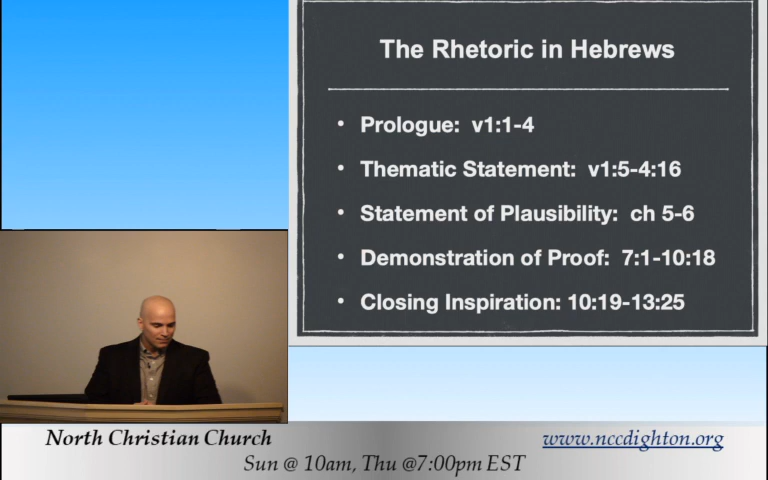 The Rhetoric in Hebrews
• Prologue: v1:1-4
• Thematic Statement: v1:5-4:16
• Statement of Plausibility: ch 5-6
• Demonstration of Proof: 7:1-10:18
• Closing Inspiration: 10:19-13:25
North Christian Church
www.nccdighton.org
Sun @ 10am, Thu @7:00pm EST